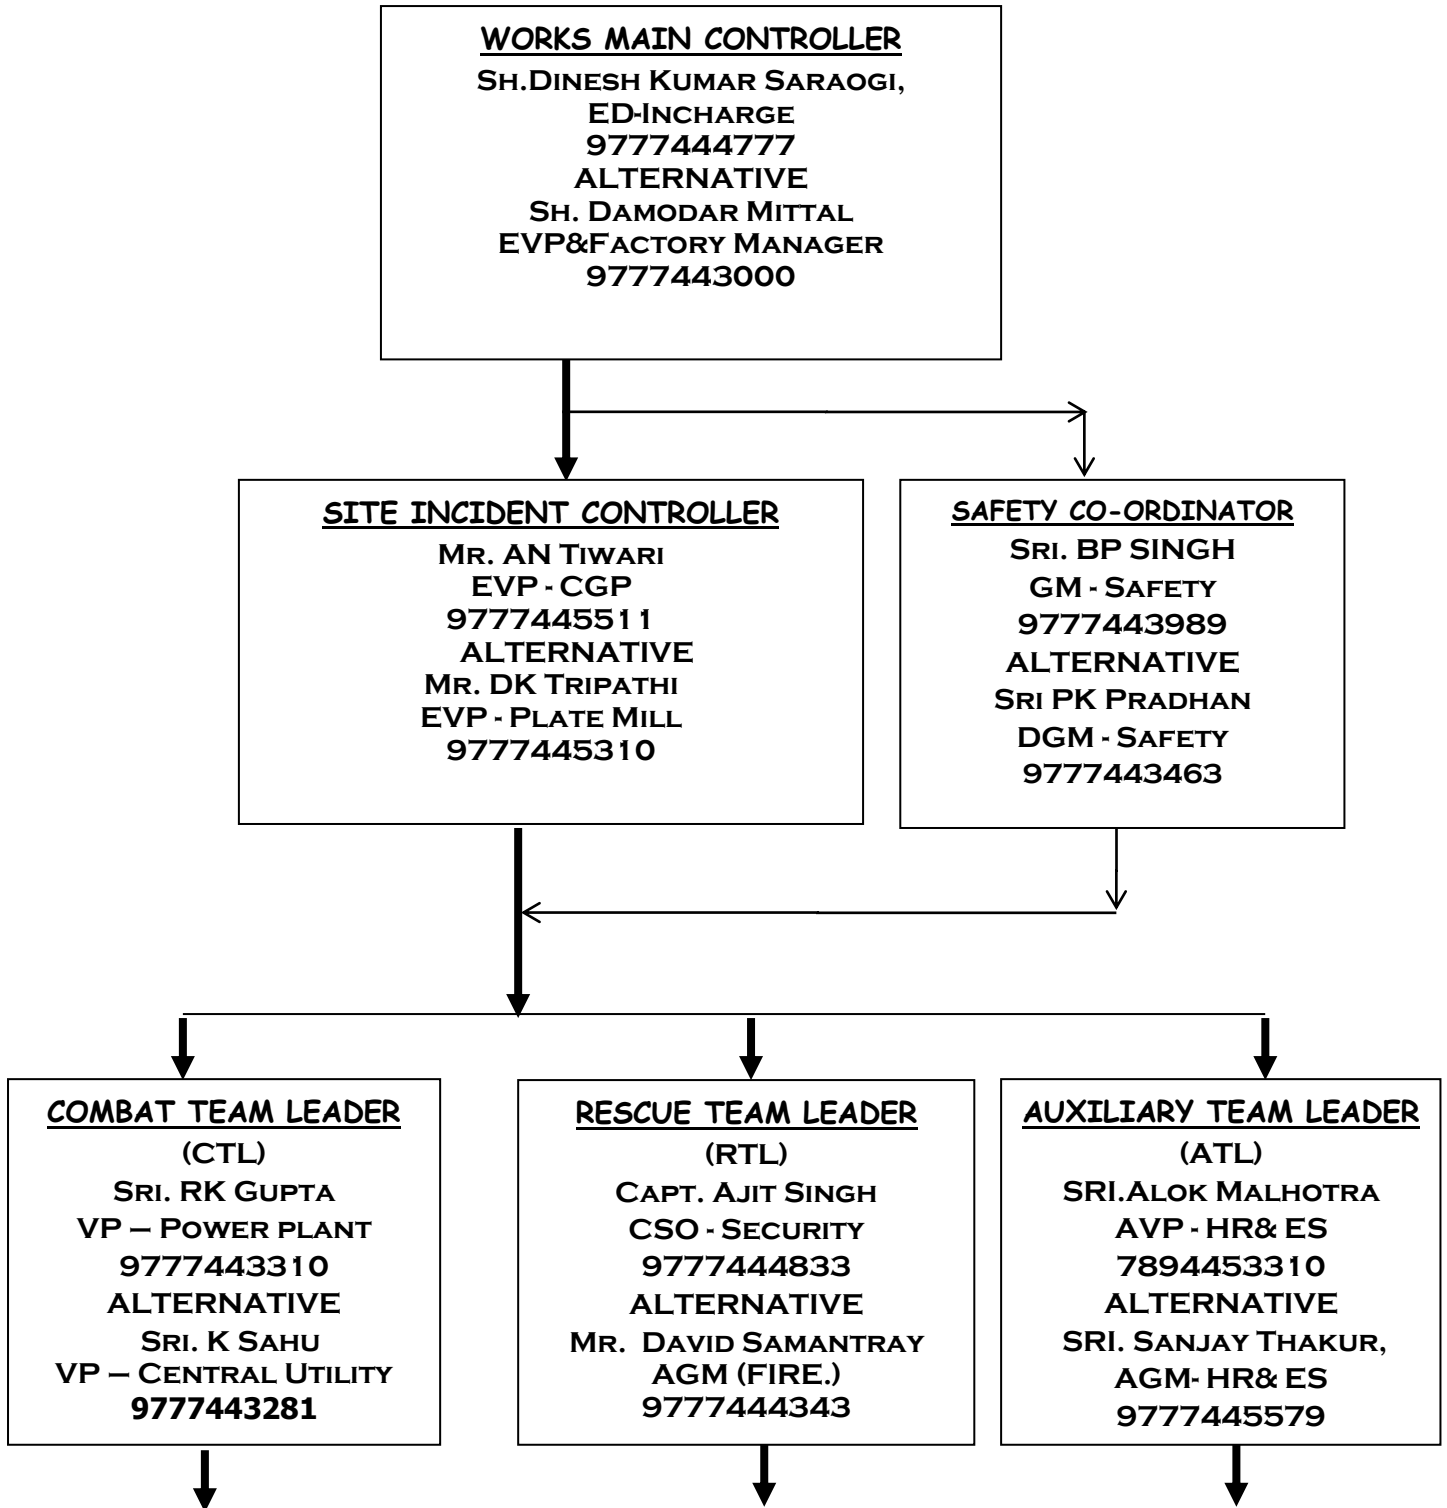 WORKS MAIN CONTROLLER
Sh.Dinesh Kumar Saraogi,
ED-Incharge
9777444777
ALTERNATIVE
Sh. Damodar Mittal
EVP&Factory Manager
9777443000
SITE INCIDENT CONTROLLER
Mr. AN Tiwari
EVP - CGP
9777445511
ALTERNATIVE
Mr. DK Tripathi
EVP - Plate Mill
9777445310
SAFETY CO-ORDINATOR
Sri. BP SINGH
GM - Safety
9777443989
ALTERNATIVE
Sri PK Pradhan
DGM - Safety
9777443463
COMBAT TEAM LEADER
(CTL)
Sri. RK Gupta
VP – Power plant
9777443310
ALTERNATIVE
Sri. K Sahu
VP – Central Utility
9777443281
RESCUE TEAM LEADER
(RTL)
Capt. Ajit Singh
CSO - Security
9777444833
ALTERNATIVE
Mr. David Samantray
AGM (FIRE.)
9777444343
AUXILIARY TEAM LEADER
(ATL)
SRI.Alok Malhotra
AVP - HR& ES
7894453310
ALTERNATIVE
SRI. Sanjay Thakur,
AGM- HR& ES
9777445579